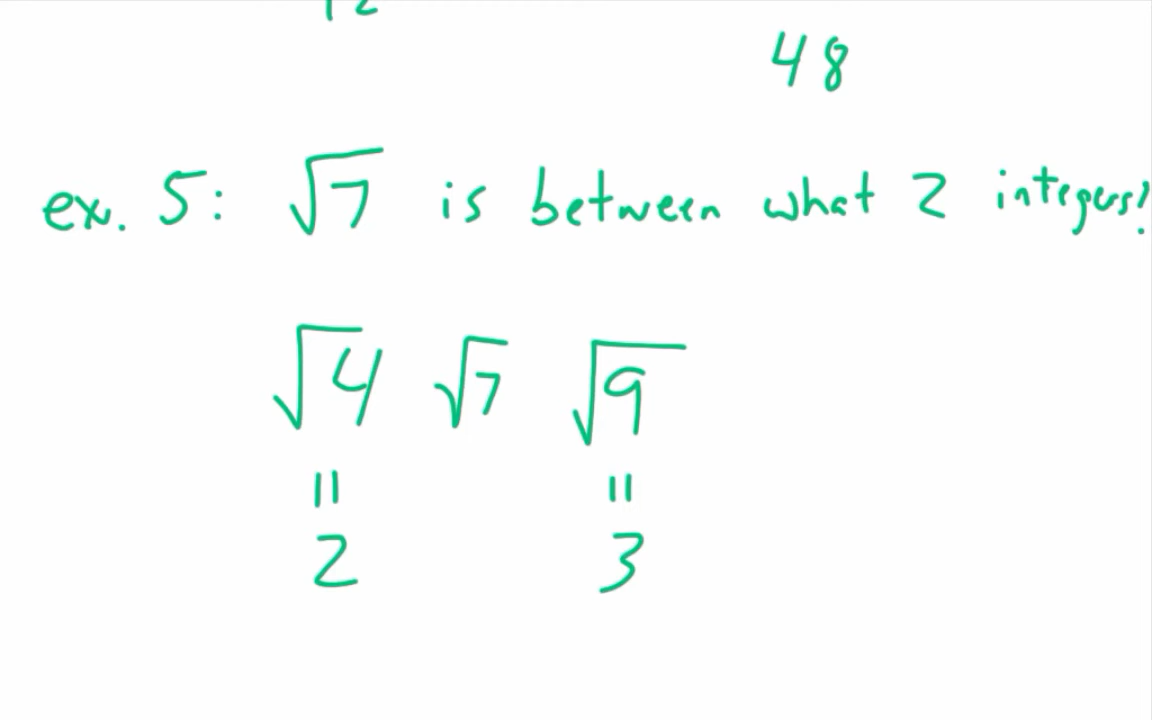 48
ex. 5: √7 is between what 2 integers?
√4 √7 √9
= =
2 3